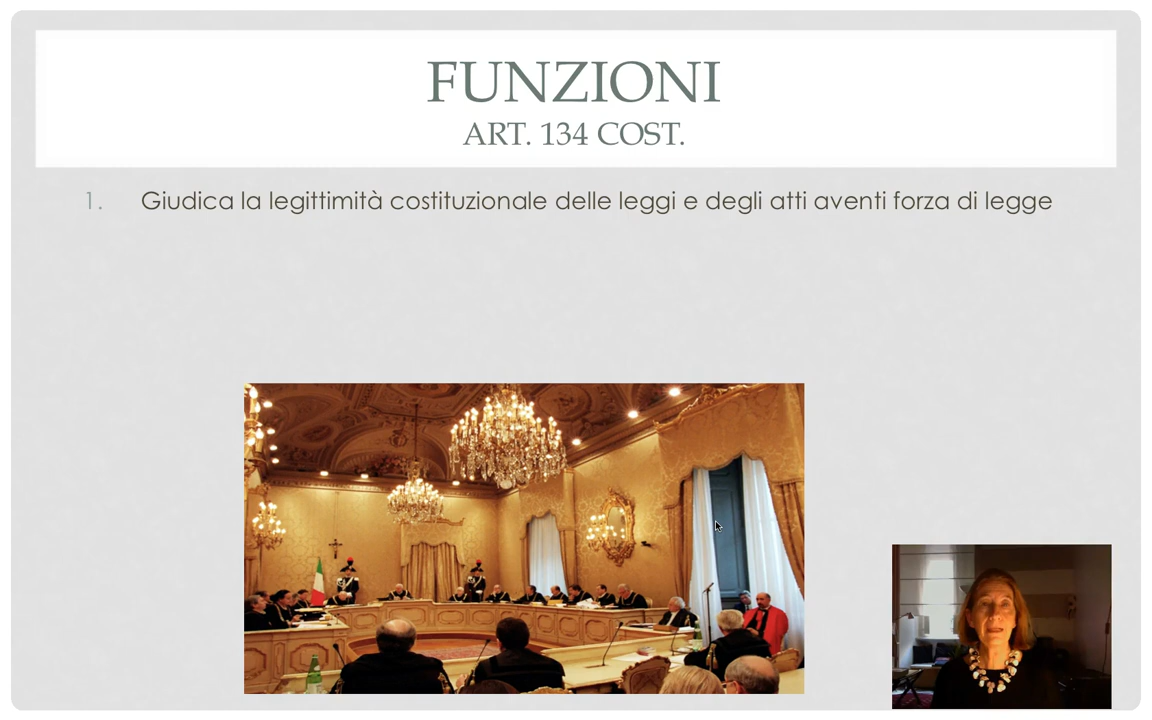 FUNZIONI
ART. 134 COST.
1. Giudica la legittimità costituzionale delle leggi e degli atti aventi forza di legge